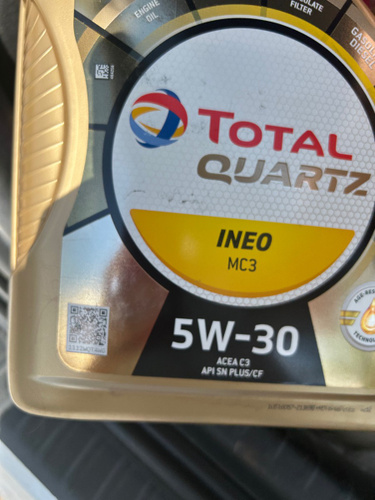 ENGINE
OIL
FILTER
TOTAL
QUARTZ
INEO
MC3
5W-30
ACEA C3
API SN PLUS/CF